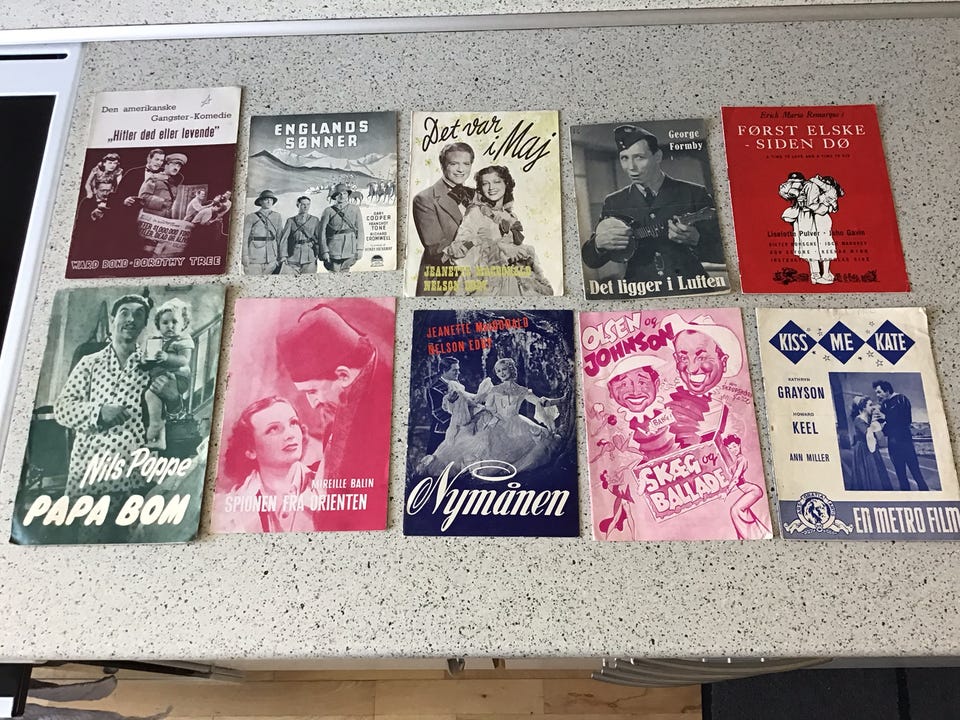 Den amerikanske
Gangster-Komedie
„Hitler død eller levende"
WARD BOND · DOROTHY TREE
ENGLANDS
SØNNER
GARY
COOPER
FRANCHOT
TONE
RICHARD
CROMWELL
HENRY HATHAWAY
Det var
i Maj
JEANETTE MACDONALD
NELSON EDDY
George
Formby
Det ligger i Luften
Erich Maria Remarque's
FØRST ELSKE
- SIDEN DØ
A TIME TO LOVE AND A TIME TO DIE
Liselotte Pulver · John Gavin
Nils Poppe
PAPA BOM
MIREILLE BALIN
SPIONEN FRA ORIENTEN
JEANETTE MACDONALD
NELSON EDDY
Nymånen
OLSEN og
JOHNSON
SKÆG og
BALLADE
KISS ME KATE
KATHRYN
GRAYSON
HOWARD
KEEL
ANN MILLER
EN METRO FILM